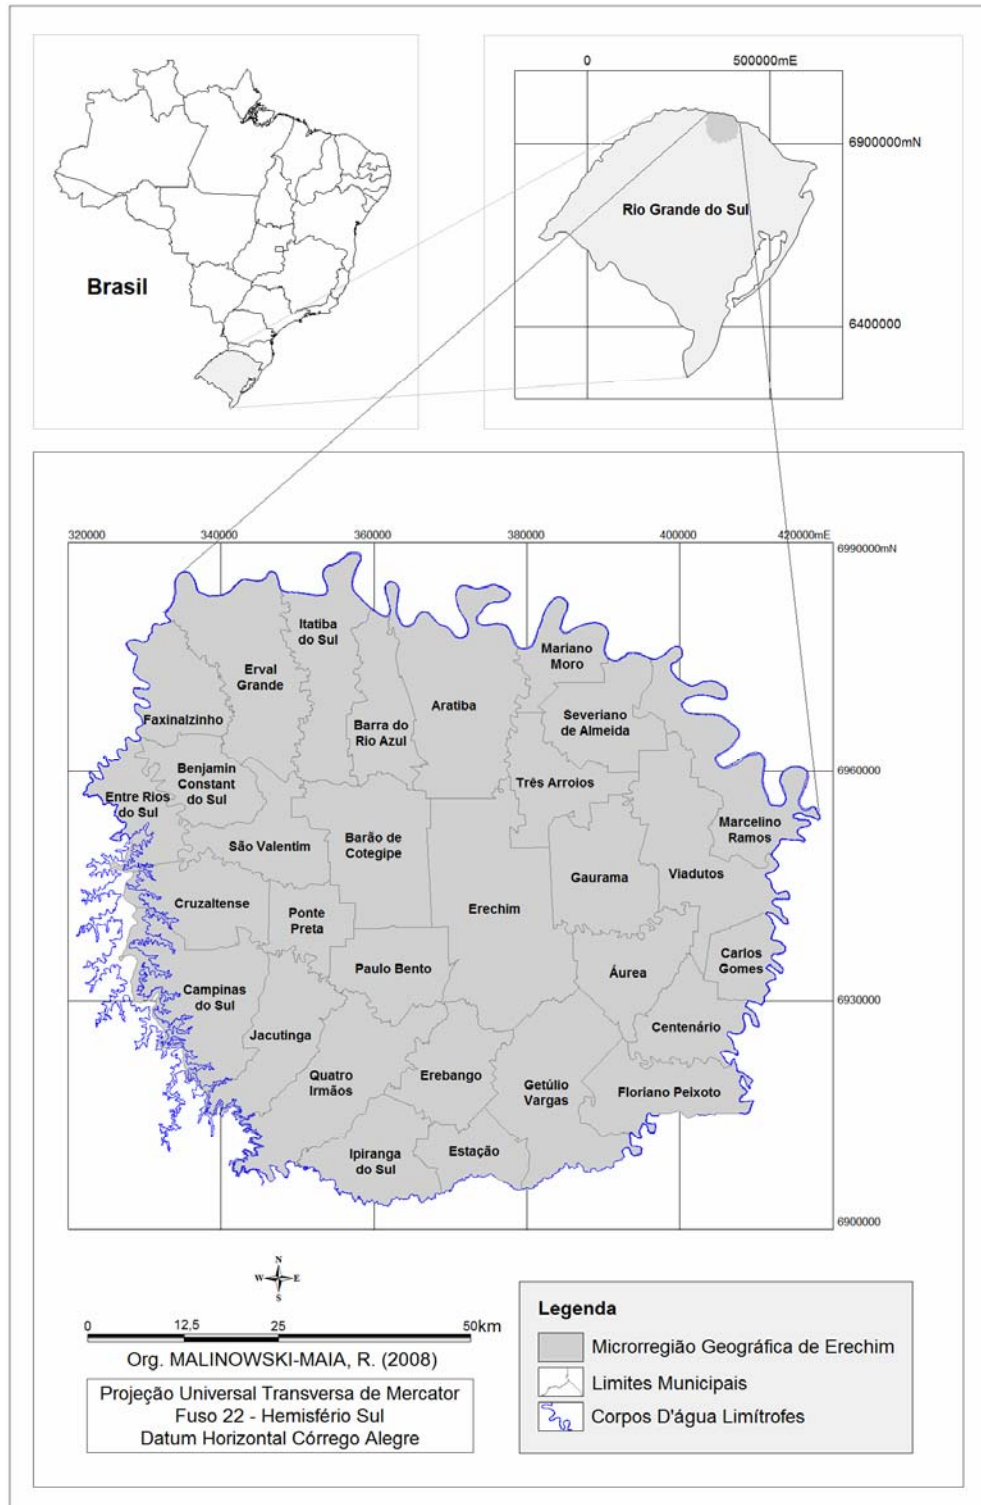 Brasil
0
500000mE
6900000mN
Rio Grande do Sul
6400000
320000
340000
360000
380000
400000
420000mE
6990000mN
Itatiba
do Sul
Mariano
Moro
Erval
Grande
Aratiba
Faxinalzinho
Barra do
Rio Azul
Severiano
de Almeida
Benjamin
Constant
do Sul
Três Arroios
6960000
Entre Rios
do Sul
Marcelino
Ramos
São Valentim
Barão de
Cotegipe
Gaurama
Viadutos
Cruzaltense
Ponte
Preta
Erechim
Paulo Bento
Áurea
Carlos
Gomes
Campinas
do Sul
6930000
Jacutinga
Centenário
Quatro
Irmãos
Erebango
Getúlio
Vargas
Floriano Peixoto
Ipiranga
do Sul
Estação
6900000
N
W E
S
0 12,5 25 50km
Org. MALINOWSKI-MAIA, R. (2008)
Projeção Universal Transversa de Mercator
Fuso 22 - Hemisfério Sul
Datum Horizontal Córrego Alegre
Legenda
Microrregião Geográfica de Erechim
Limites Municipais
Corpos D'água Limítrofes